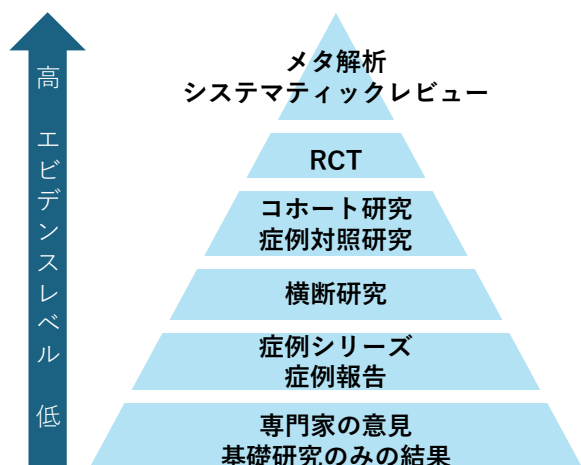 高 エビデンスレベル 低
メタ解析
システマティックレビュー
RCT
コホート研究
症例対照研究
横断研究
症例シリーズ
症例報告
専門家の意見
基礎研究のみの結果